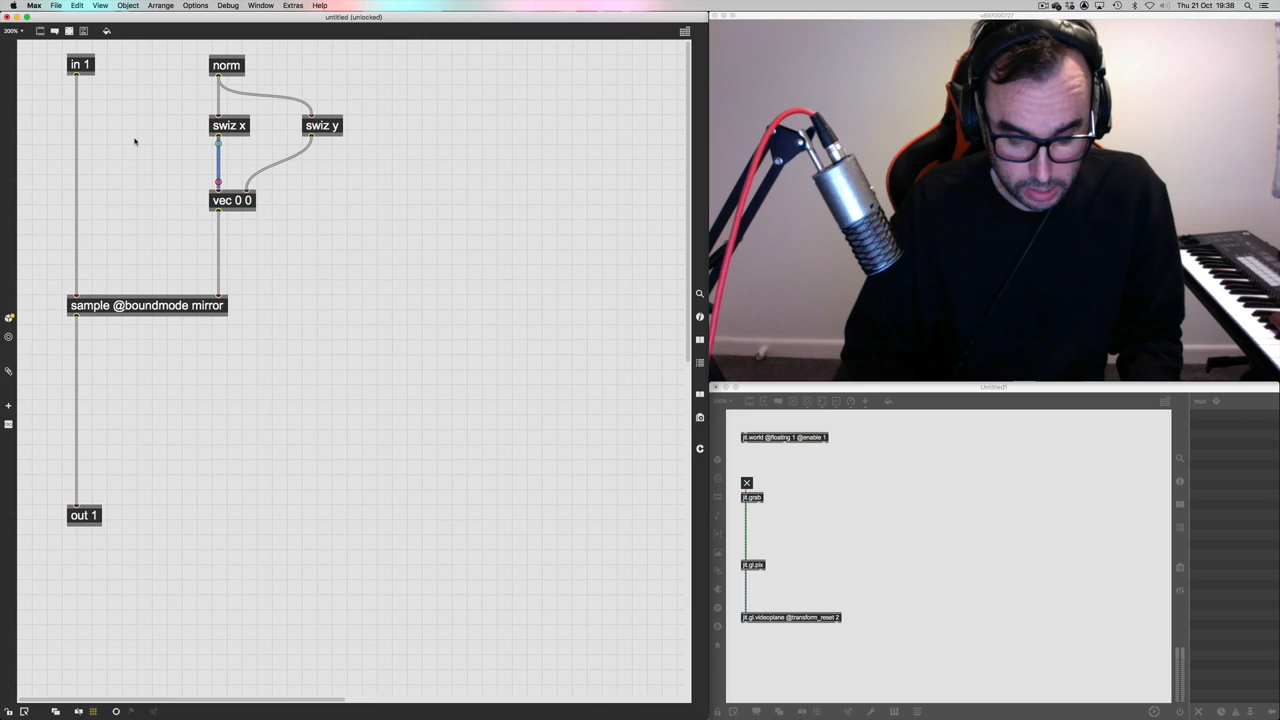 Max File Edit View Object Arrange Options Debug Window Extras Help
Thu 21 Oct 19:38
untitled (unlocked)
200%
in 1
norm
swiz x
swiz y
vec 0 0
sample @boundmode mirror
out 1
Untitled1
100%
jit.world @floating 1 @enable 1
jit.grab
jit.gl.pix
jit.gl.videoplane @transform_reset 2